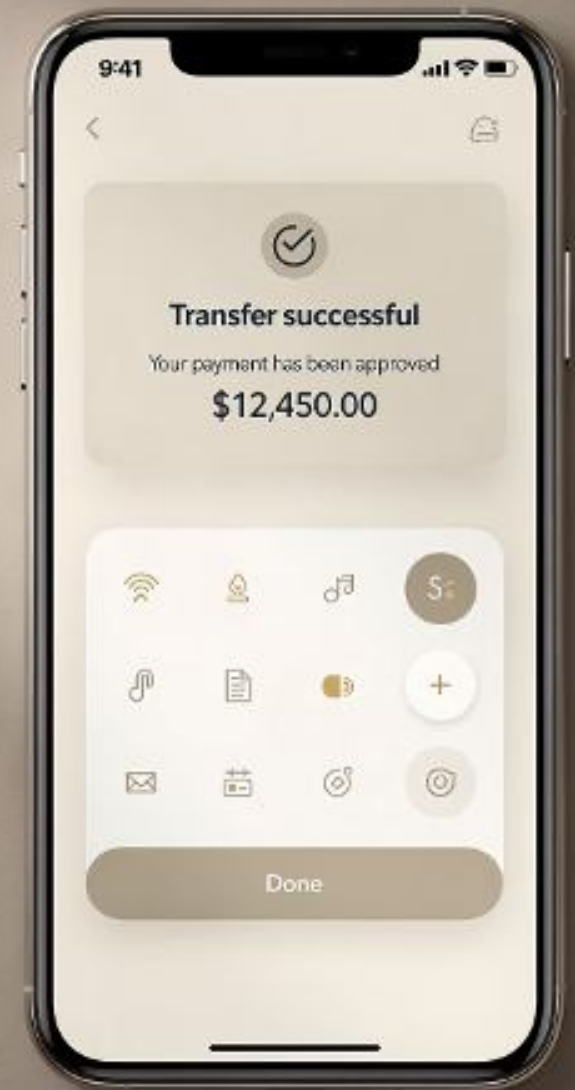 9:41
Transfer successful
Your payment has been approved
$12,450.00
Done